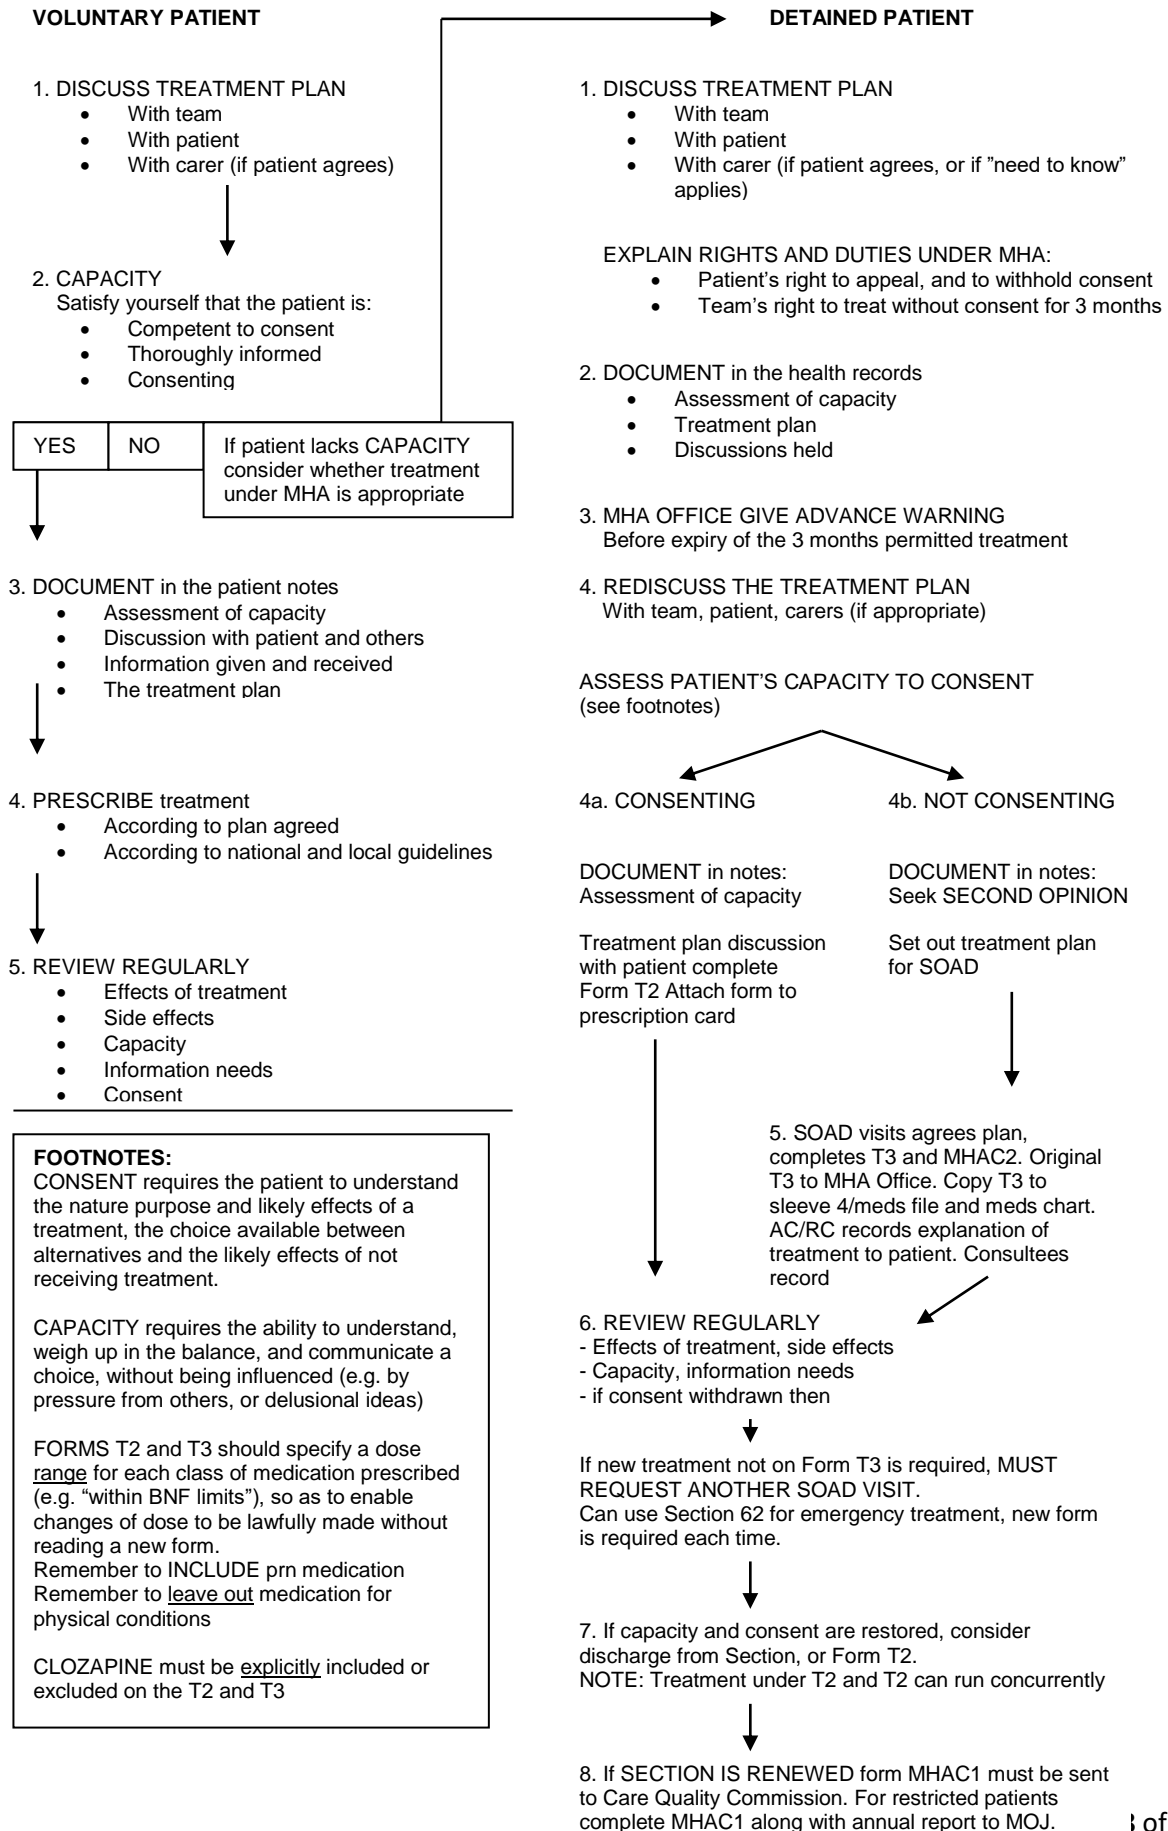 VOLUNTARY PATIENT
1. DISCUSS TREATMENT PLAN
• With team
• With patient
• With carer (if patient agrees)
2. CAPACITY
Satisfy yourself that the patient is:
• Competent to consent
• Thoroughly informed
• Consenting
YES
NO
If patient lacks CAPACITY
consider whether treatment
under MHA is appropriate
3. DOCUMENT in the patient notes
• Assessment of capacity
• Discussion with patient and others
• Information given and received
• The treatment plan
4. PRESCRIBE treatment
• According to plan agreed
• According to national and local guidelines
5. REVIEW REGULARLY
• Effects of treatment
• Side effects
• Capacity
• Information needs
• Consent
FOOTNOTES:
CONSENT requires the patient to understand
the nature purpose and likely effects of a
treatment, the choice available between
alternatives and the likely effects of not
receiving treatment.
CAPACITY requires the ability to understand,
weigh up in the balance, and communicate a
choice, without being influenced (e.g. by
pressure from others, or delusional ideas)
FORMS T2 and T3 should specify a dose
range for each class of medication prescribed
(e.g. “within BNF limits”), so as to enable
changes of dose to be lawfully made without
reading a new form.
Remember to INCLUDE prn medication
Remember to leave out medication for
physical conditions
CLOZAPINE must be explicitly included or
excluded on the T2 and T3
DETAINED PATIENT
1. DISCUSS TREATMENT PLAN
• With team
• With patient
• With carer (if patient agrees, or if ”need to know”
applies)
EXPLAIN RIGHTS AND DUTIES UNDER MHA:
• Patient’s right to appeal, and to withhold consent
• Team’s right to treat without consent for 3 months
2. DOCUMENT in the health records
• Assessment of capacity
• Treatment plan
• Discussions held
3. MHA OFFICE GIVE ADVANCE WARNING
Before expiry of the 3 months permitted treatment
4. REDISCUSS THE TREATMENT PLAN
With team, patient, carers (if appropriate)
ASSESS PATIENT’S CAPACITY TO CONSENT
(see footnotes)
4a. CONSENTING
DOCUMENT in notes:
Assessment of capacity
Treatment plan discussion
with patient complete
Form T2 Attach form to
prescription card
4b. NOT CONSENTING
DOCUMENT in notes:
Seek SECOND OPINION
Set out treatment plan
for SOAD
5. SOAD visits agrees plan,
completes T3 and MHAC2. Original
T3 to MHA Office. Copy T3 to
sleeve 4/meds file and meds chart.
AC/RC records explanation of
treatment to patient. Consultees
record
6. REVIEW REGULARLY
- Effects of treatment, side effects
- Capacity, information needs
- if consent withdrawn then
If new treatment not on Form T3 is required, MUST
REQUEST ANOTHER SOAD VISIT.
Can use Section 62 for emergency treatment, new form
is required each time.
7. If capacity and consent are restored, consider
discharge from Section, or Form T2.
NOTE: Treatment under T2 and T2 can run concurrently
8. If SECTION IS RENEWED form MHAC1 must be sent
to Care Quality Commission. For restricted patients
complete MHAC1 along with annual report to MOJ.
of